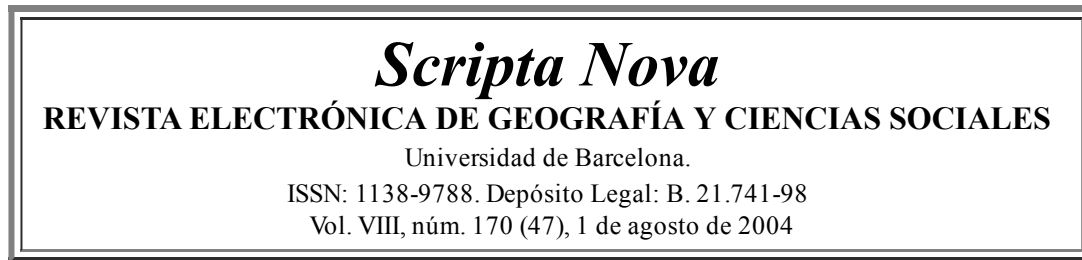 Scripta Nova
REVISTA ELECTRÓNICA DE GEOGRAFÍA Y CIENCIAS SOCIALES
Universidad de Barcelona.
ISSN: 1138-9788. Depósito Legal: B. 21.741-98
Vol. VIII, núm. 170 (47), 1 de agosto de 2004